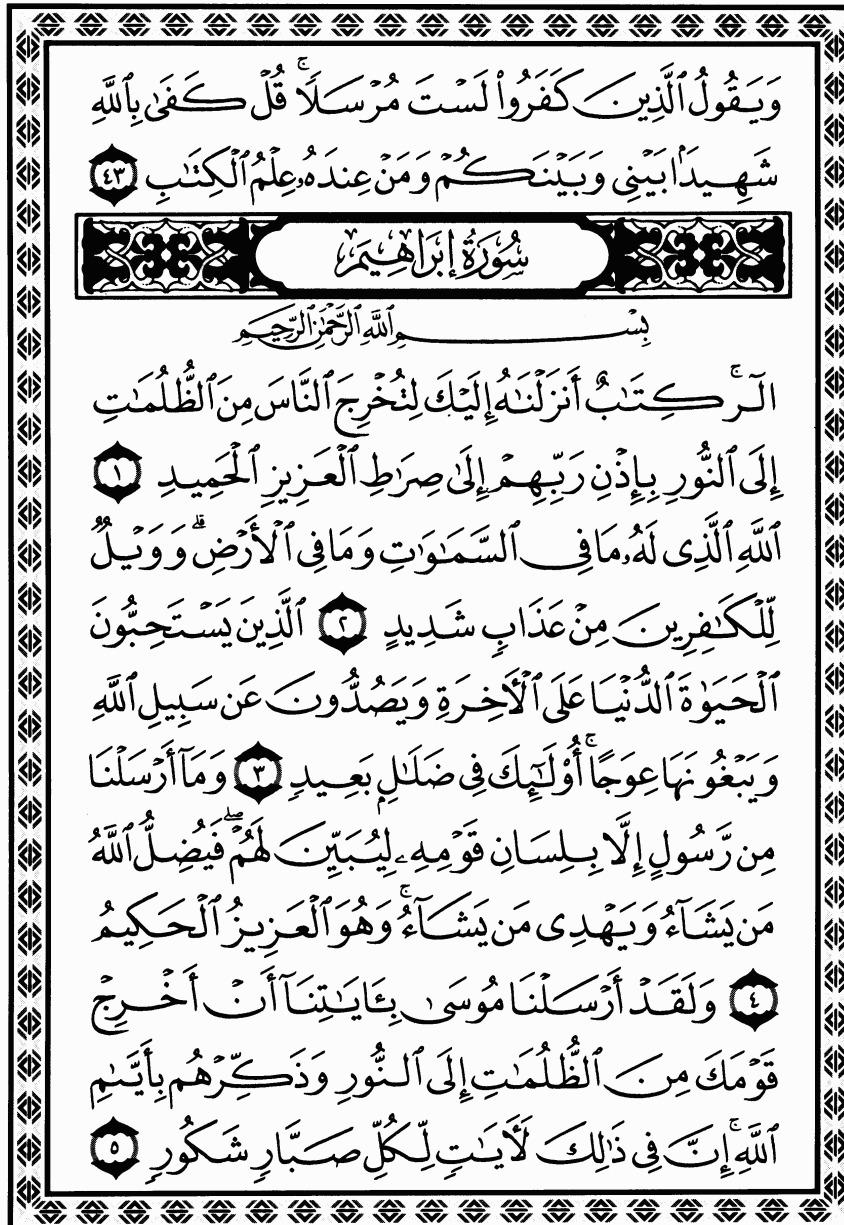 وَيَقُولُ ٱلَّذِينَ كَفَرُوا۟ لَسْتَ مُرْسَلًا ۚ قُلْ كَفَىٰ بِٱللَّهِ
شَهِيدًۢا بَيْنِى وَبَيْنَكُمْ وَمَنْ عِندَهُۥ عِلْمُ ٱلْكِتَٰبِ ٤٣
سُورَةُ إِبْرَاهِيمَ
بِسْمِ ٱللَّهِ ٱلرَّحْمَٰنِ ٱلرَّحِيمِ
الٓر ۚ كِتَٰبٌ أَنزَلْنَٰهُ إِلَيْكَ لِتُخْرِجَ ٱلنَّاسَ مِنَ ٱلظُّلُمَٰتِ
إِلَى ٱلنُّورِ بِإِذْنِ رَبِّهِمْ إِلَىٰ صِرَٰطِ ٱلْعَزِيزِ ٱلْحَمِيدِ ١
ٱللَّهِ ٱلَّذِى لَهُۥ مَا فِى ٱلسَّمَٰوَٰتِ وَمَا فِى ٱلْأَرْضِ ۗ وَوَيْلٌ
لِّلْكَٰفِرِينَ مِنْ عَذَابٍ شَدِيدٍ ٢ ٱلَّذِينَ يَسْتَحِبُّونَ
ٱلْحَيَوٰةَ ٱلدُّنْيَا عَلَى ٱلْءَاخِرَةِ وَيَصُدُّونَ عَن سَبِيلِ ٱللَّهِ
وَيَبْغُونَهَا عِوَجًا ۚ أُو۟لَٰٓئِكَ فِى ضَلَٰلٍۭ بَعِيدٍ ٣ وَمَآ أَرْسَلْنَا
مِن رَّسُولٍ إِلَّا بِلِسَانِ قَوْمِهِۦ لِيُبَيِّنَ لَهُمْ ۖ فَيُضِلُّ ٱللَّهُ
مَن يَشَآءُ وَيَهْدِى مَن يَشَآءُ ۚ وَهُوَ ٱلْعَزِيزُ ٱلْحَكِيمُ
٤ وَلَقَدْ أَرْسَلْنَا مُوسَىٰ بِـَٔايَٰتِنَآ أَنْ أَخْرِجْ
قَوْمَكَ مِنَ ٱلظُّلُمَٰتِ إِلَى ٱلنُّورِ وَذَكِّرْهُم بِأَيَّىٰمِ
ٱللَّهِ ۚ إِنَّ فِى ذَٰلِكَ لَءَايَٰتٍ لِّكُلِّ صَبَّارٍ شَكُورٍ ٥